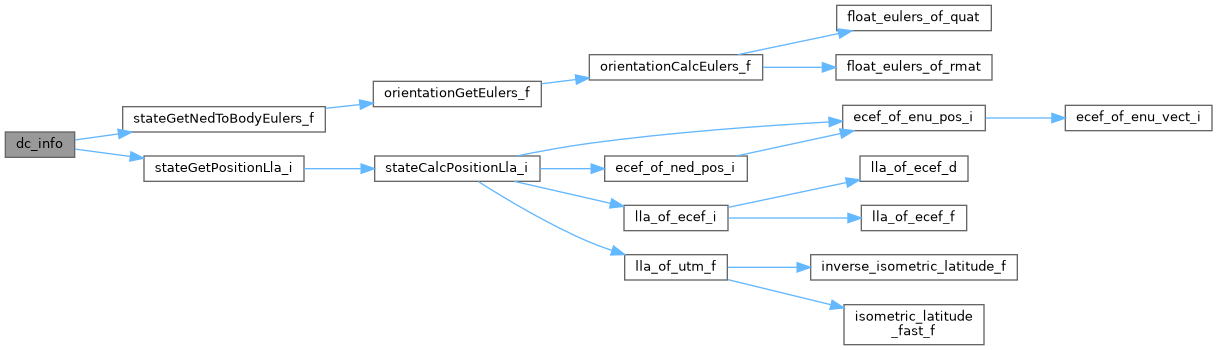 dc_info
stateGetNedToBodyEulers_f
orientationGetEulers_f
orientationCalcEulers_f
float_eulers_of_quat
float_eulers_of_rmat
stateGetPositionLla_i
stateCalcPositionLla_i
ecef_of_enu_pos_i
ecef_of_enu_vect_i
ecef_of_ned_pos_i
lla_of_ecef_i
lla_of_ecef_d
lla_of_ecef_f
lla_of_utm_f
inverse_isometric_latitude_f
isometric_latitude
_fast_f